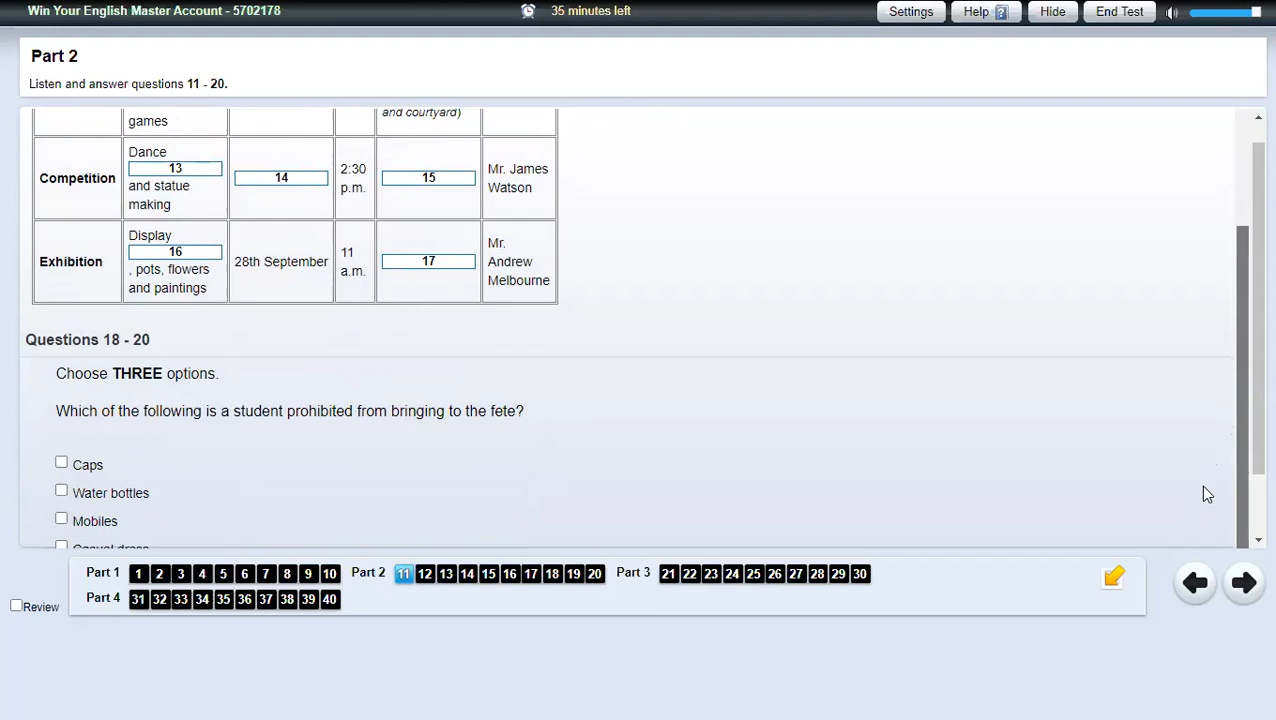 Win Your English Master Account - 5702178
35 minutes left
Settings
Help ?
Hide
End Test
Part 2
Listen and answer questions 11 - 20.
games
and courtyard)
Competition
Dance
13
and statue
making
14
2:30
p.m.
15
Mr. James
Watson
Exhibition
Display
16
, pots, flowers
and paintings
28th September
11
a.m.
17
Mr.
Andrew
Melbourne
Questions 18 - 20
Choose THREE options.
Which of the following is a student prohibited from bringing to the fete?
Caps
Water bottles
Mobiles
Casual dress
Part 1 1 2 3 4 5 6 7 8 9 10 Part 2 11 12 13 14 15 16 17 18 19 20 Part 3 21 22 23 24 25 26 27 28 29 30
Part 4 31 32 33 34 35 36 37 38 39 40
Review